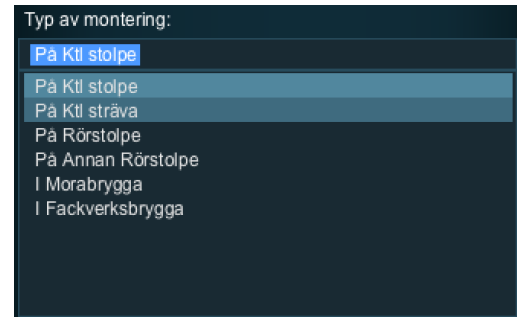 Typ av montering:
På Ktl stolpe
På Ktl stolpe
På Ktl sträva
På Rörstolpe
På Annan Rörstolpe
I Morabrygga
I Fackverksbrygga